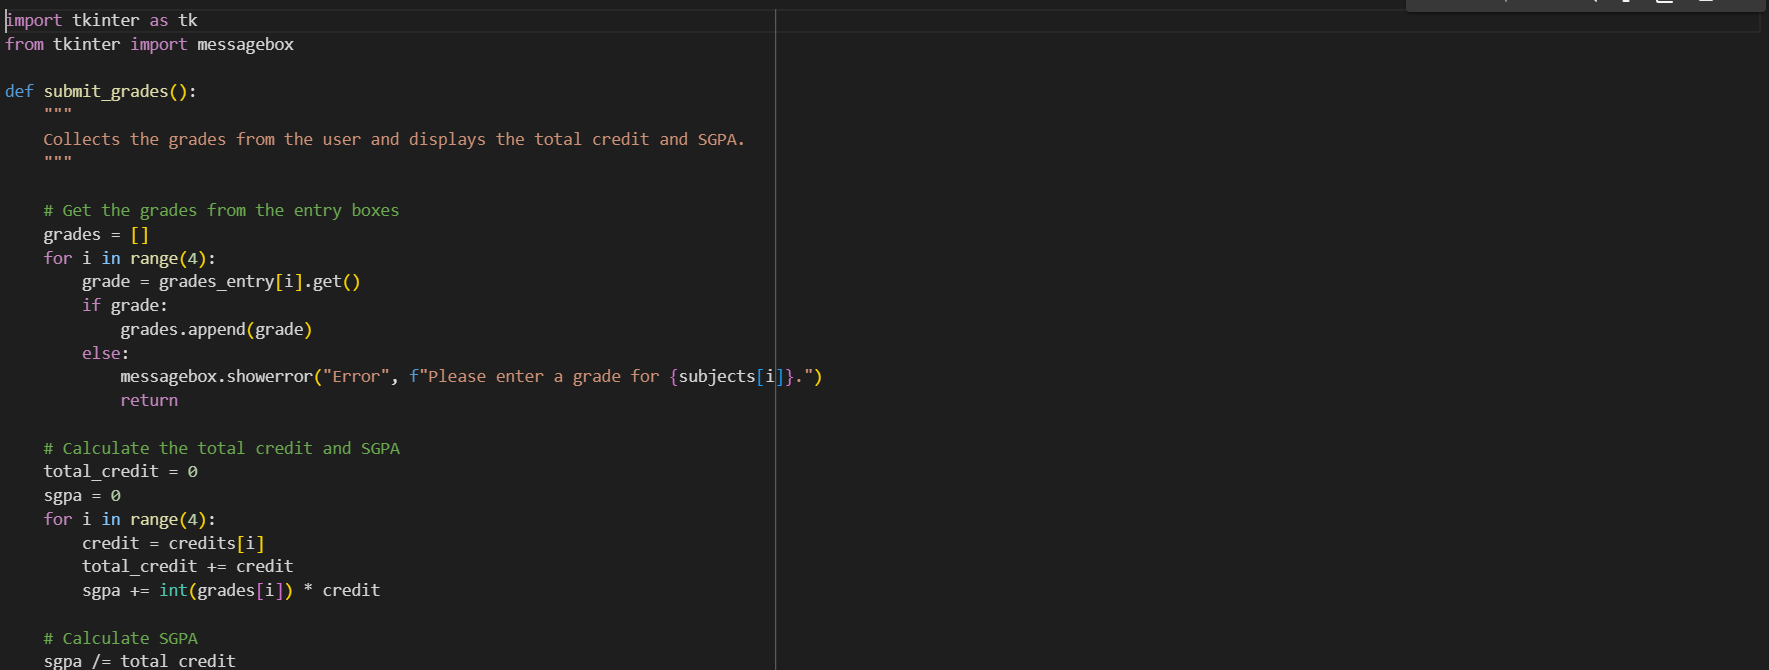 import tkinter as tk
from tkinter import messagebox

def submit_grades():
    """
    Collects the grades from the user and displays the total credit and SGPA.
    """

    # Get the grades from the entry boxes
    grades = []
    for i in range(4):
        grade = grades_entry[i].get()
        if grade:
            grades.append(grade)
        else:
            messagebox.showerror("Error", f"Please enter a grade for {subjects[i]}.")
            return

    # Calculate the total credit and SGPA
    total_credit = 0
    sgpa = 0
    for i in range(4):
        credit = credits[i]
        total_credit += credit
        sgpa += int(grades[i]) * credit

    # Calculate SGPA
    sgpa /= total_credit